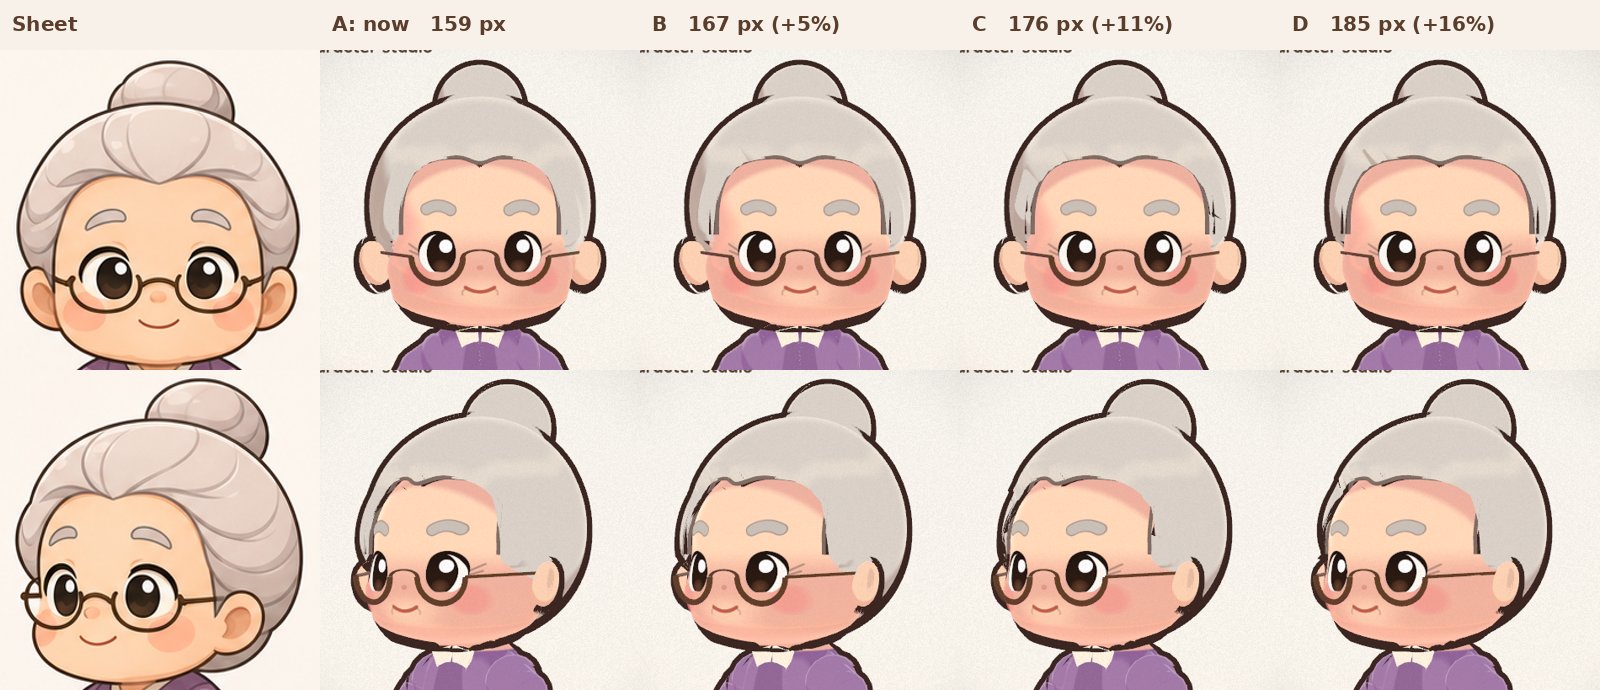 Sheet
A: now 159 px
B 167 px (+5%)
C 176 px (+11%)
D 185 px (+16%)